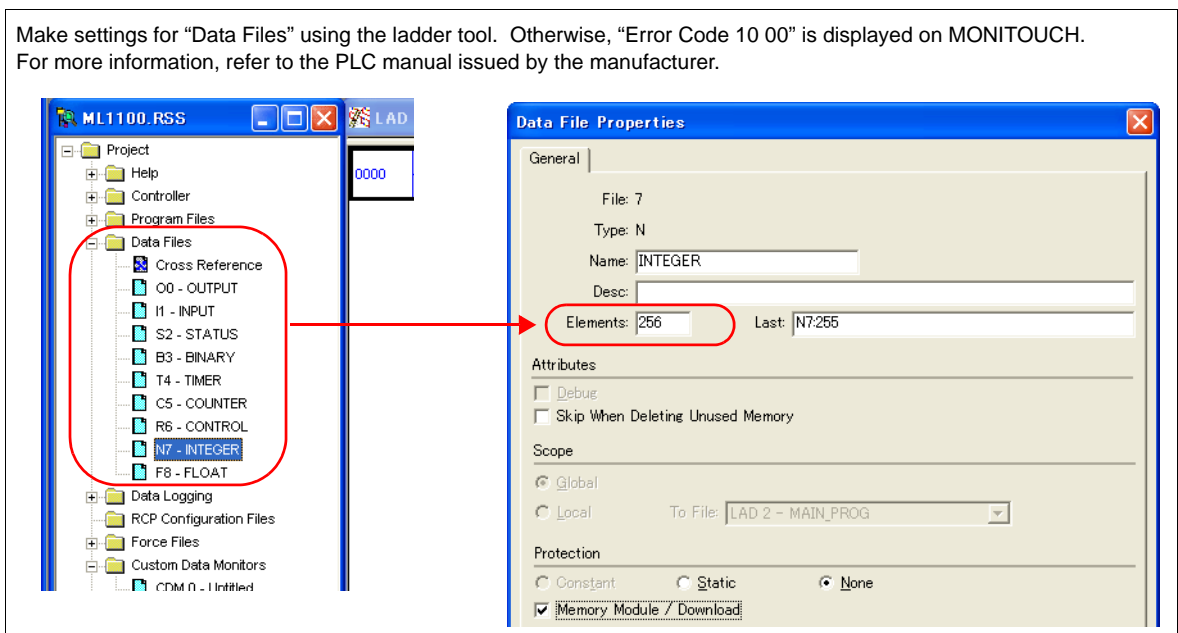 Make settings for “Data Files” using the ladder tool.  Otherwise, “Error Code 10 00” is displayed on MONITOUCH.
For more information, refer to the PLC manual issued by the manufacturer.
ML1100.RSS
LAD
0000
Project
Help
Controller
Program Files
Data Files
Cross Reference
O0 - OUTPUT
I1 - INPUT
S2 - STATUS
B3 - BINARY
T4 - TIMER
C5 - COUNTER
R6 - CONTROL
N7 - INTEGER
F8 - FLOAT
Data Logging
RCP Configuration Files
Force Files
Custom Data Monitors
CDM 0 - Untitled
Data File Properties
General
File: 7
Type: N
Name: INTEGER
Desc:
Elements: 256 Last: N7:255
Attributes
Debug
Skip When Deleting Unused Memory
Scope
Global
Local To File: LAD 2 - MAIN_PROG
Protection
Constant Static None
Memory Module / Download